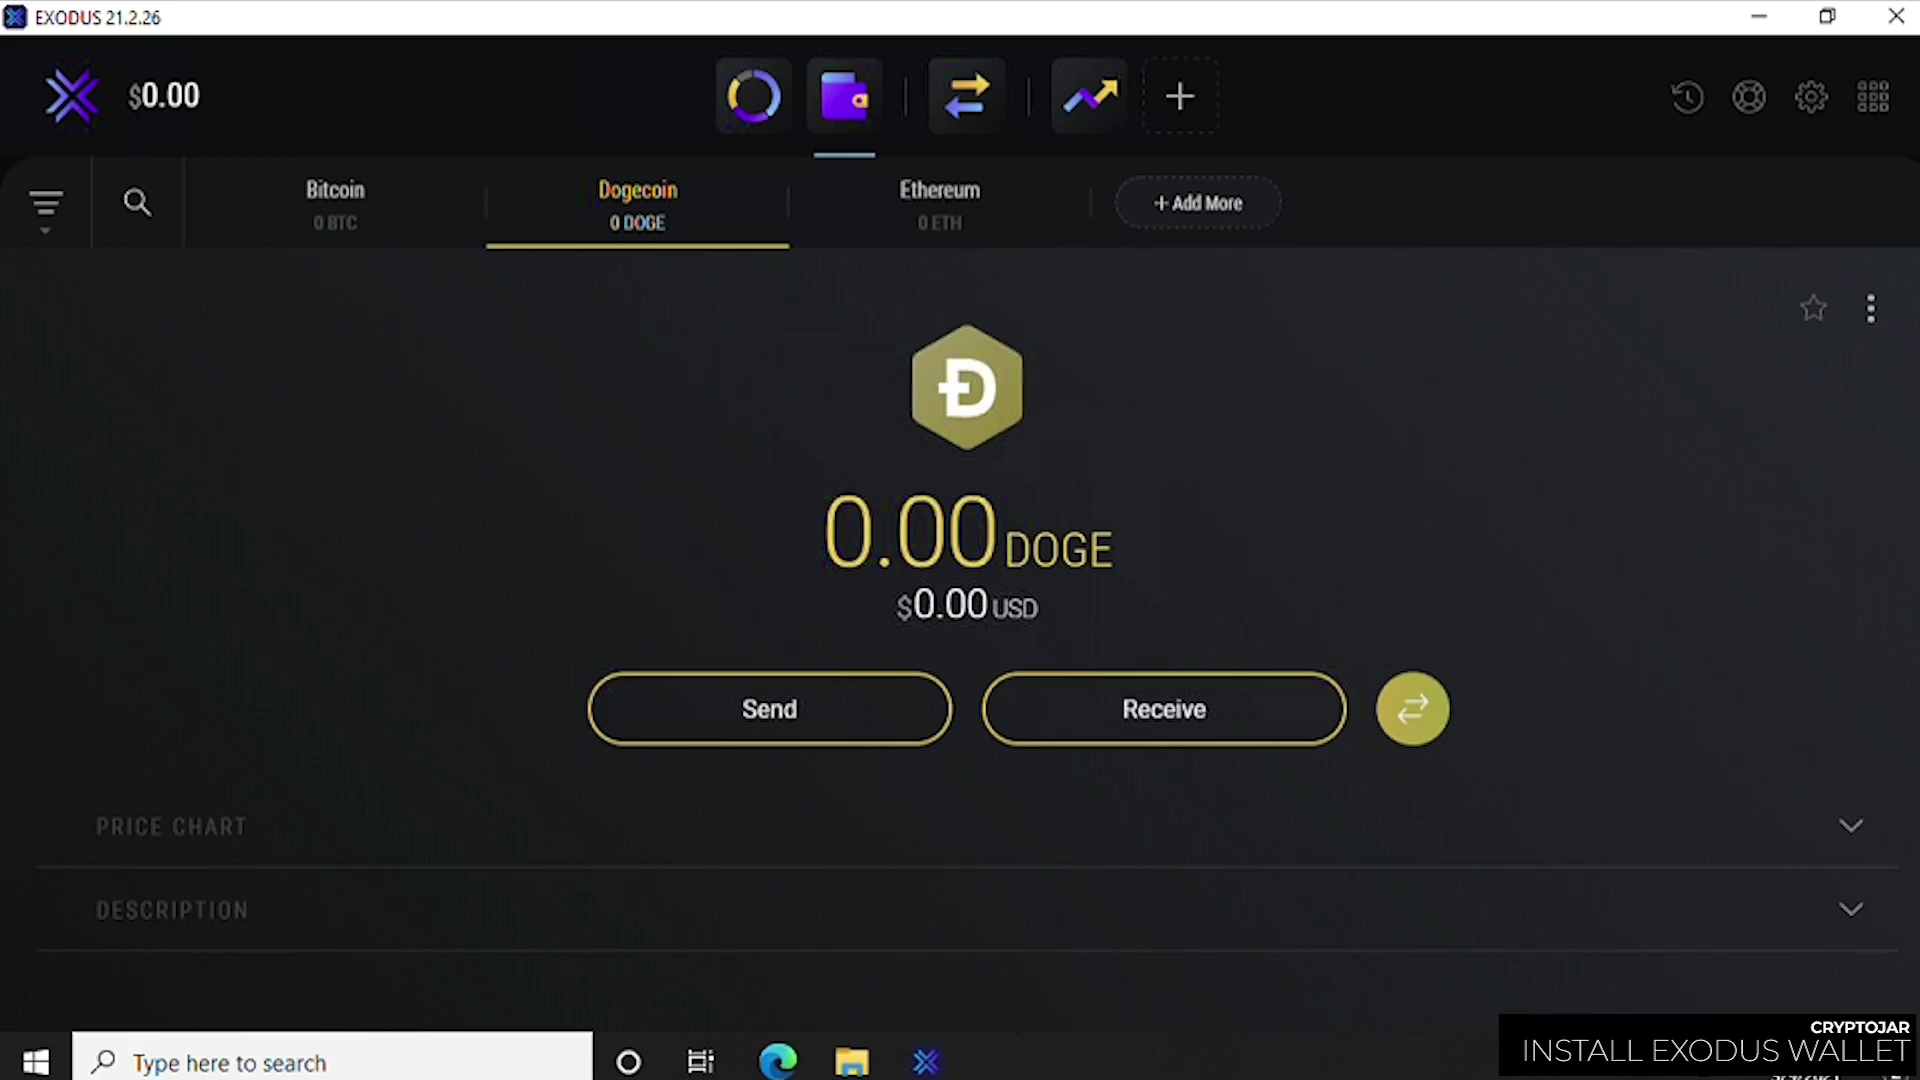 EXODUS 21.2.26
$0.00
Bitcoin
0 BTC
Dogecoin
0 DOGE
Ethereum
0 ETH
+ Add More
0.00 DOGE
$0.00 USD
Send
Receive
PRICE CHART
DESCRIPTION
Type here to search
CRYPTOJAR
INSTALL EXODUS WALLET